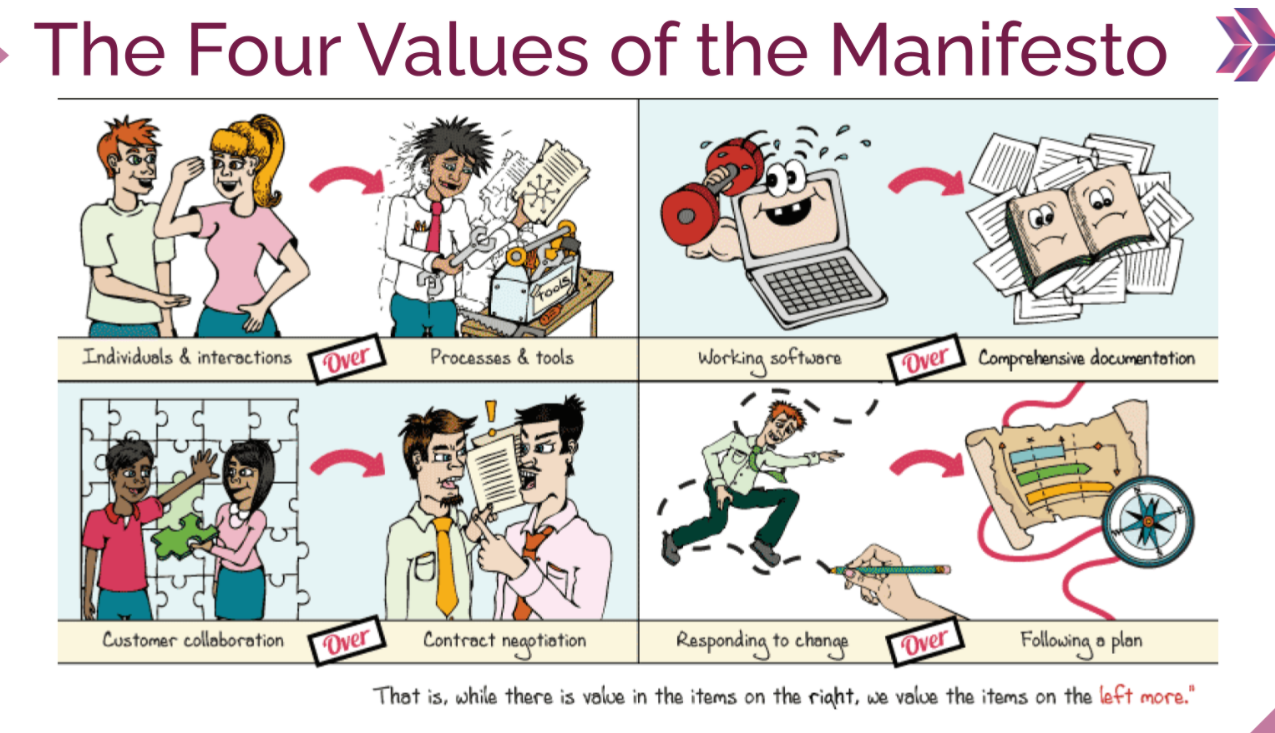 The Four Values of the Manifesto
TOOLS
Individuals & interactions Over Processes & tools
Working software Over Comprehensive documentation
!
Customer collaboration Over Contract negotiation
N
E
S
W
Responding to change Over Following a plan
That is, while there is value in the items on the right, we value the items on the left more."